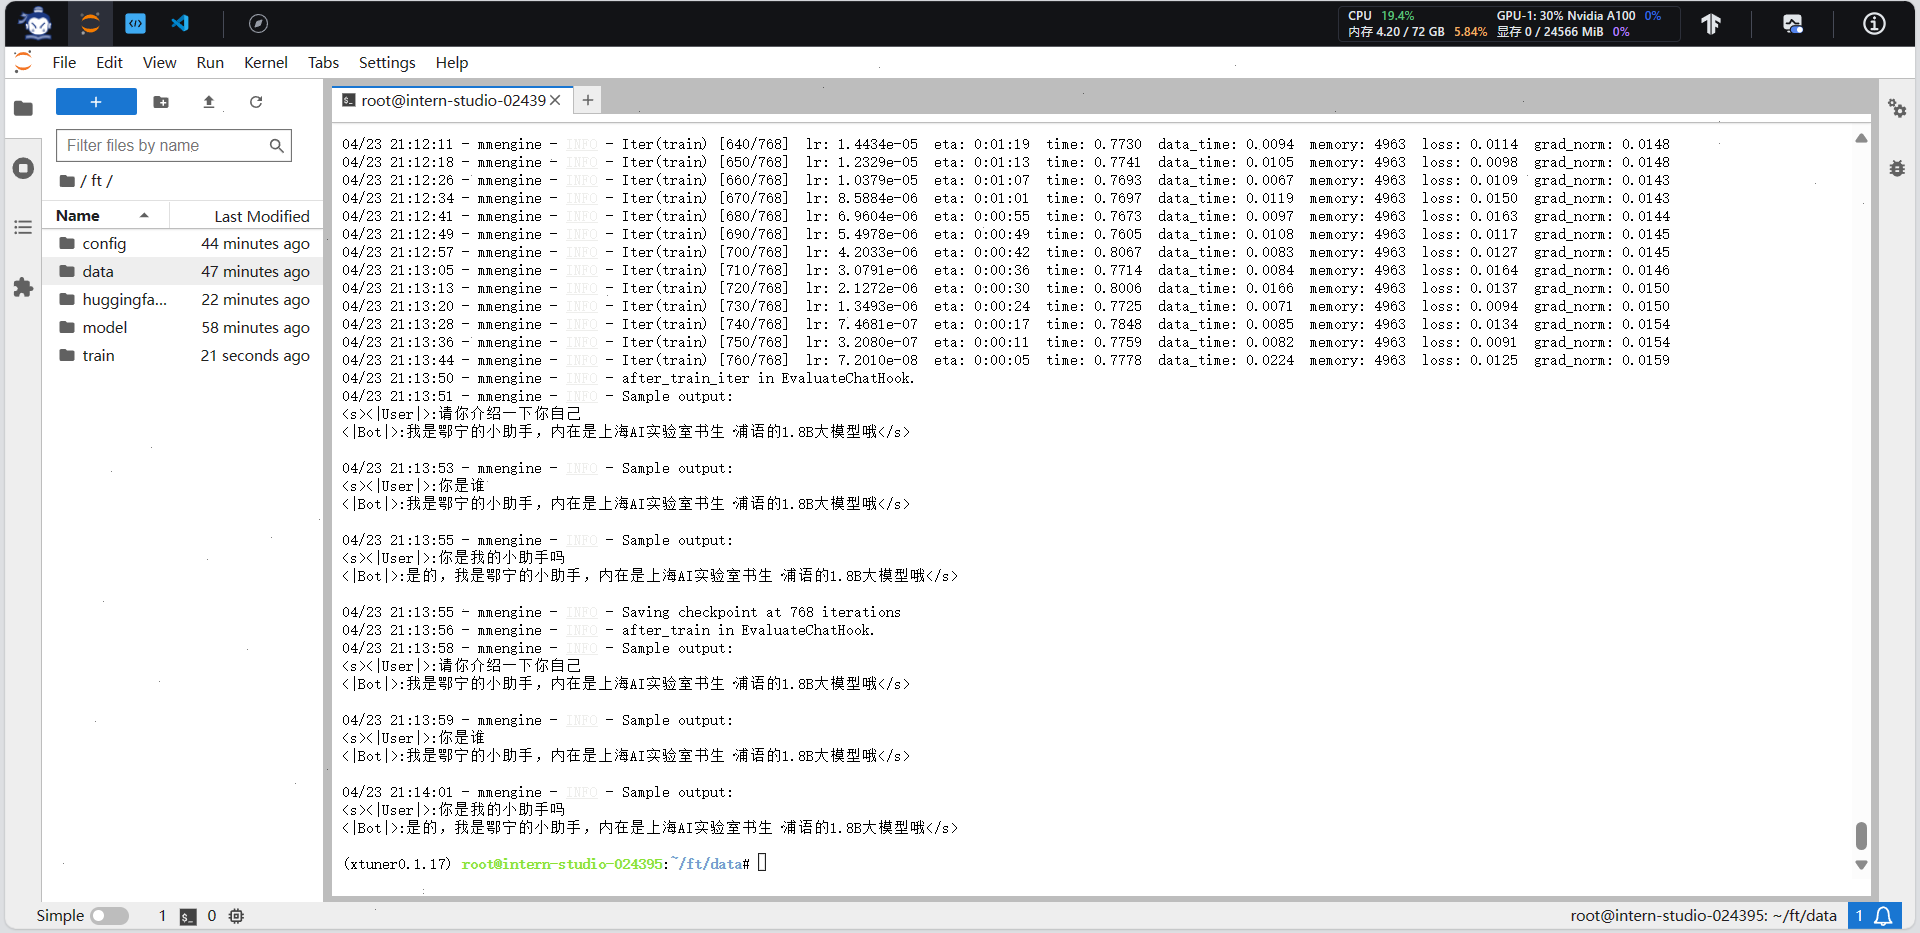 CPU 19.4% GPU-1: 30% Nvidia A100 0%
内存 4.20 / 72 GB 5.84% 显存 0 / 24566 MiB 0%
File Edit View Run Kernel Tabs Settings Help
root@intern-studio-02439
Filter files by name
/ ft /
Name Last Modified
config 44 minutes ago
data 47 minutes ago
huggingfa... 22 minutes ago
model 58 minutes ago
train 21 seconds ago
04/23 21:12:11 - mmengine - INFO - Iter(train) [640/768] lr: 1.4434e-05 eta: 0:01:19 time: 0.7730 data_time: 0.0094 memory: 4963 loss: 0.0114 grad_norm: 0.0148
04/23 21:12:18 - mmengine - INFO - Iter(train) [650/768] lr: 1.2329e-05 eta: 0:01:13 time: 0.7741 data_time: 0.0105 memory: 4963 loss: 0.0098 grad_norm: 0.0148
04/23 21:12:26 - mmengine - INFO - Iter(train) [660/768] lr: 1.0379e-05 eta: 0:01:07 time: 0.7693 data_time: 0.0067 memory: 4963 loss: 0.0109 grad_norm: 0.0143
04/23 21:12:34 - mmengine - INFO - Iter(train) [670/768] lr: 8.5884e-06 eta: 0:01:01 time: 0.7697 data_time: 0.0119 memory: 4963 loss: 0.0150 grad_norm: 0.0143
04/23 21:12:41 - mmengine - INFO - Iter(train) [680/768] lr: 6.9604e-06 eta: 0:00:55 time: 0.7673 data_time: 0.0097 memory: 4963 loss: 0.0163 grad_norm: 0.0144
04/23 21:12:49 - mmengine - INFO - Iter(train) [690/768] lr: 5.4978e-06 eta: 0:00:49 time: 0.7605 data_time: 0.0108 memory: 4963 loss: 0.0117 grad_norm: 0.0145
04/23 21:12:57 - mmengine - INFO - Iter(train) [700/768] lr: 4.2033e-06 eta: 0:00:42 time: 0.8067 data_time: 0.0083 memory: 4963 loss: 0.0127 grad_norm: 0.0145
04/23 21:13:05 - mmengine - INFO - Iter(train) [710/768] lr: 3.0791e-06 eta: 0:00:36 time: 0.7714 data_time: 0.0084 memory: 4963 loss: 0.0164 grad_norm: 0.0146
04/23 21:13:13 - mmengine - INFO - Iter(train) [720/768] lr: 2.1272e-06 eta: 0:00:30 time: 0.8006 data_time: 0.0166 memory: 4963 loss: 0.0137 grad_norm: 0.0150
04/23 21:13:20 - mmengine - INFO - Iter(train) [730/768] lr: 1.3493e-06 eta: 0:00:24 time: 0.7725 data_time: 0.0071 memory: 4963 loss: 0.0094 grad_norm: 0.0150
04/23 21:13:28 - mmengine - INFO - Iter(train) [740/768] lr: 7.4681e-07 eta: 0:00:17 time: 0.7848 data_time: 0.0085 memory: 4963 loss: 0.0134 grad_norm: 0.0154
04/23 21:13:36 - mmengine - INFO - Iter(train) [750/768] lr: 3.2080e-07 eta: 0:00:11 time: 0.7759 data_time: 0.0082 memory: 4963 loss: 0.0091 grad_norm: 0.0154
04/23 21:13:44 - mmengine - INFO - Iter(train) [760/768] lr: 7.2010e-08 eta: 0:00:05 time: 0.7778 data_time: 0.0224 memory: 4963 loss: 0.0125 grad_norm: 0.0159
04/23 21:13:50 - mmengine - INFO - after_train_iter in EvaluateChatHook.
04/23 21:13:51 - mmengine - INFO - Sample output:
<s><|User|>:请你介绍一下你自己
<|Bot|>:我是鄂宁的小助手，内在是上海AI实验室书生·浦语的1.8B大模型哦</s>
04/23 21:13:53 - mmengine - INFO - Sample output:
<s><|User|>:你是谁
<|Bot|>:我是鄂宁的小助手，内在是上海AI实验室书生·浦语的1.8B大模型哦</s>
04/23 21:13:55 - mmengine - INFO - Sample output:
<s><|User|>:你是我的小助手吗
<|Bot|>:是的，我是鄂宁的小助手，内在是上海AI实验室书生·浦语的1.8B大模型哦</s>
04/23 21:13:55 - mmengine - INFO - Saving checkpoint at 768 iterations
04/23 21:13:56 - mmengine - INFO - after_train in EvaluateChatHook.
04/23 21:13:58 - mmengine - INFO - Sample output:
<s><|User|>:请你介绍一下你自己
<|Bot|>:我是鄂宁的小助手，内在是上海AI实验室书生·浦语的1.8B大模型哦</s>
04/23 21:13:59 - mmengine - INFO - Sample output:
<s><|User|>:你是谁
<|Bot|>:我是鄂宁的小助手，内在是上海AI实验室书生·浦语的1.8B大模型哦</s>
04/23 21:14:01 - mmengine - INFO - Sample output:
<s><|User|>:你是我的小助手吗
<|Bot|>:是的，我是鄂宁的小助手，内在是上海AI实验室书生·浦语的1.8B大模型哦</s>
(xtuner0.1.17) root@intern-studio-024395:~/ft/data#
Simple 1 0 root@intern-studio-024395: ~/ft/data 1